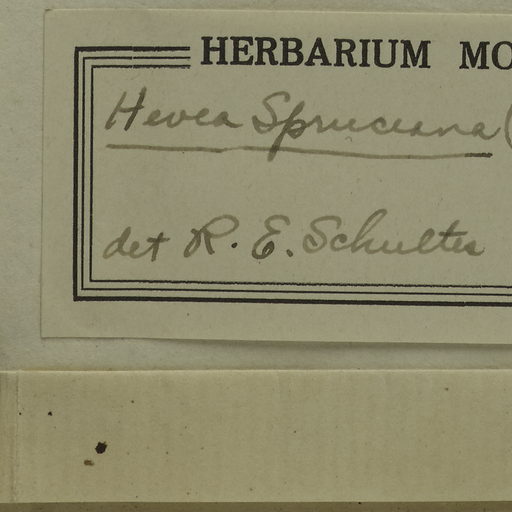 HERBARIUM MO
Hevea Spruceana (
det R. E. Schultes